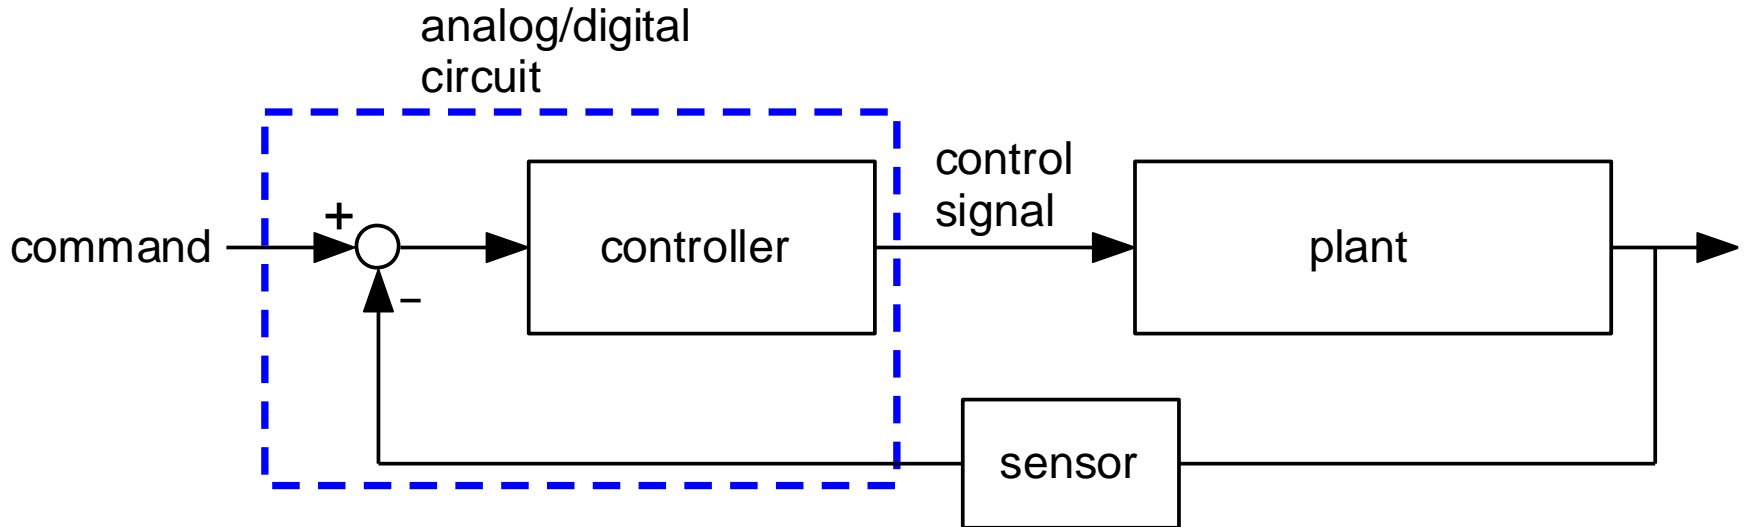 analog/digital
circuit
control
signal
command
+
controller
plant
−
sensor